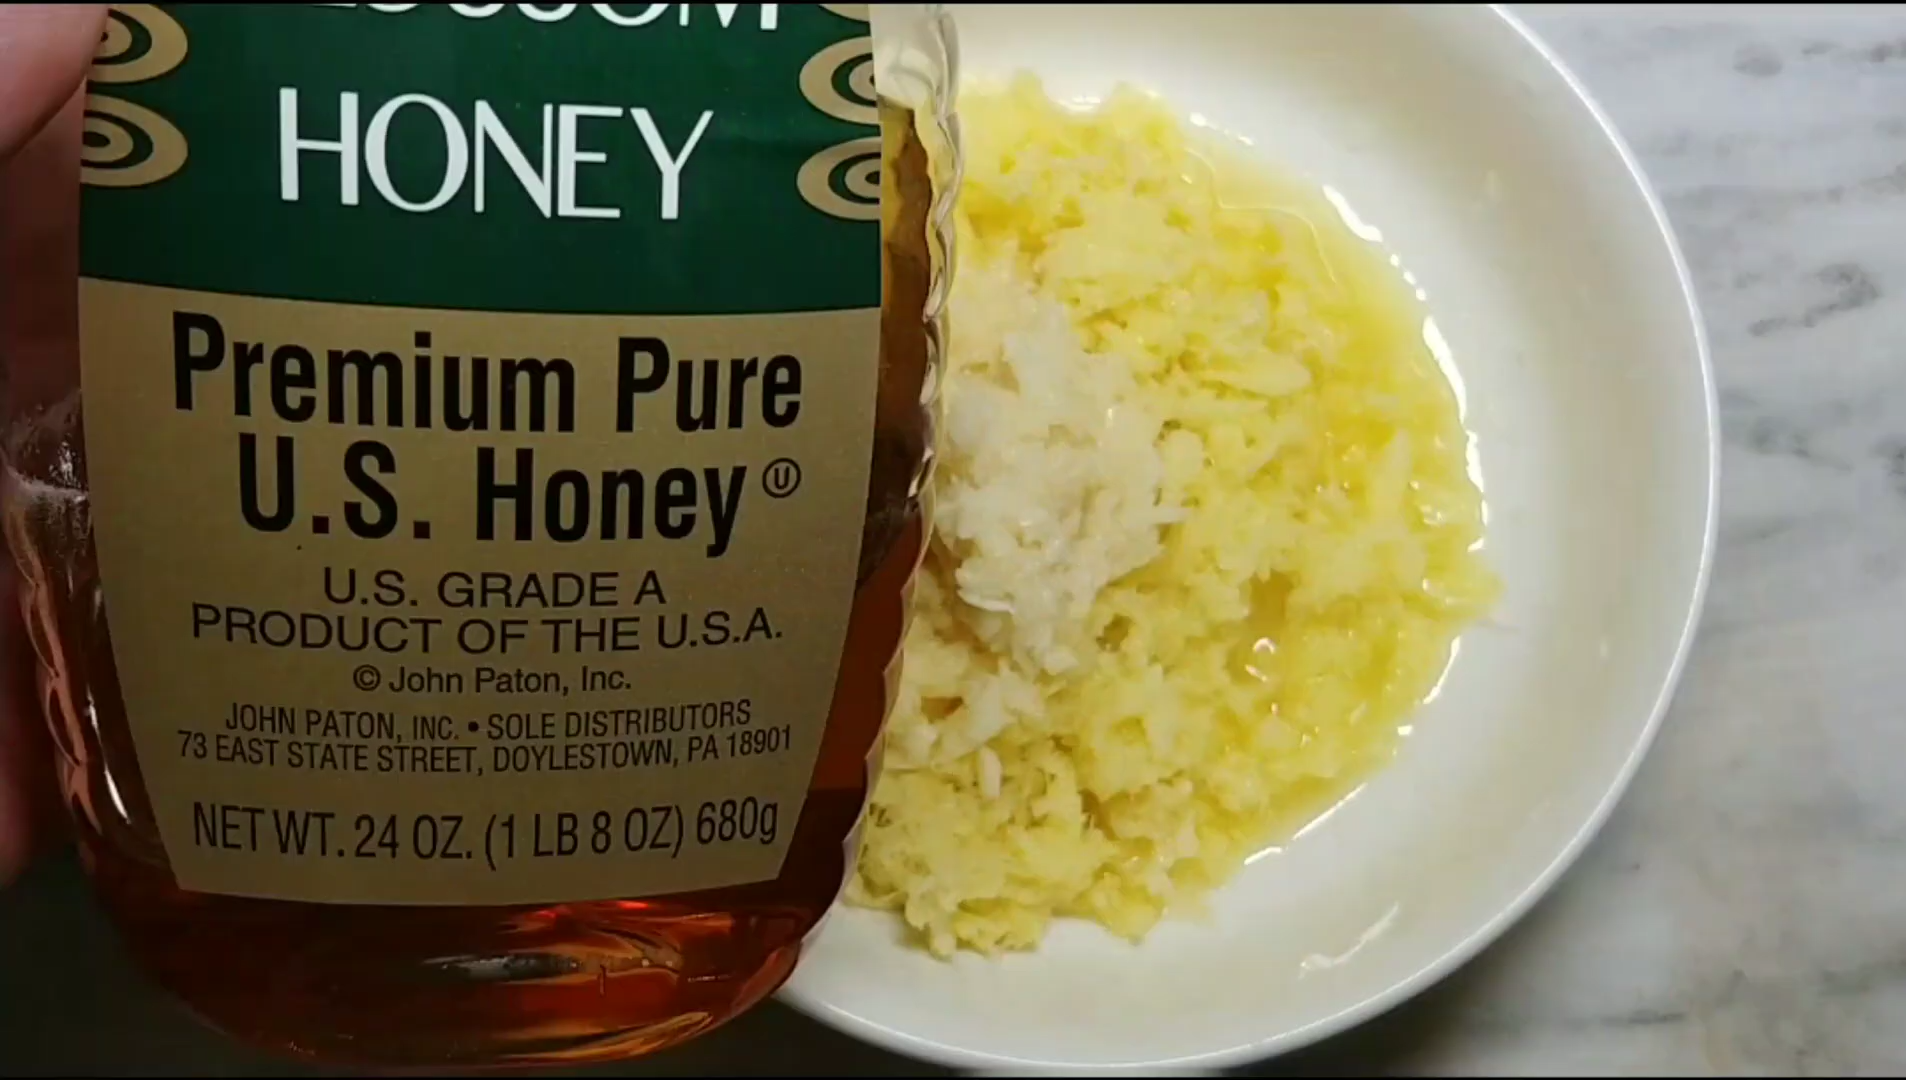 HONEY
Premium Pure
U.S. Honey Ⓤ
U.S. GRADE A
PRODUCT OF THE U.S.A.
© John Paton, Inc.
JOHN PATON, INC. • SOLE DISTRIBUTORS
73 EAST STATE STREET, DOYLESTOWN, PA 18901
NET WT. 24 OZ. (1 LB 8 OZ) 680g